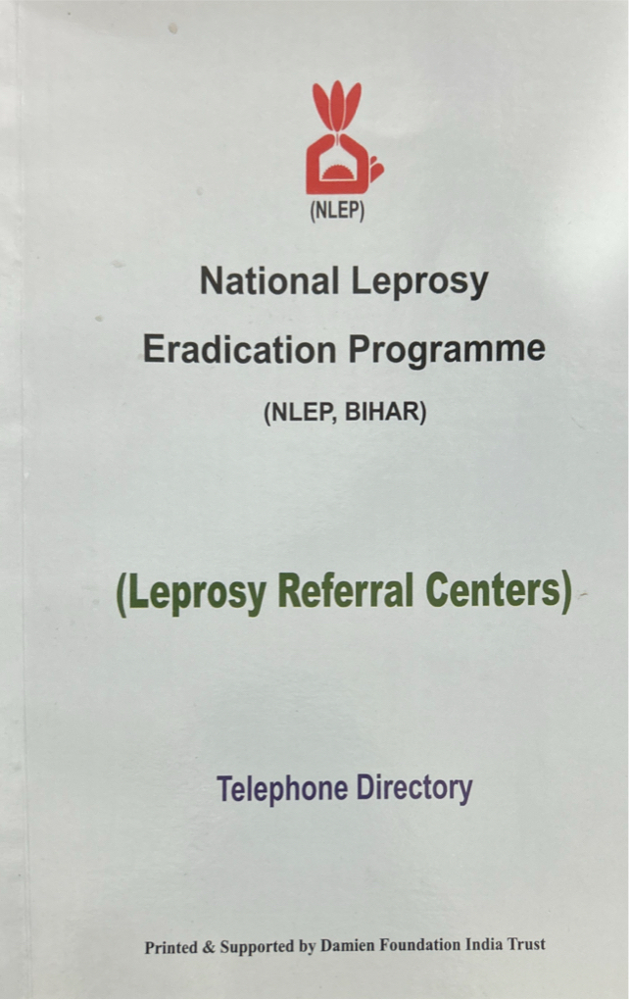 (NLEP)
National Leprosy
Eradication Programme
(NLEP, BIHAR)
(Leprosy Referral Centers)
Telephone Directory
Printed & Supported by Damien Foundation India Trust